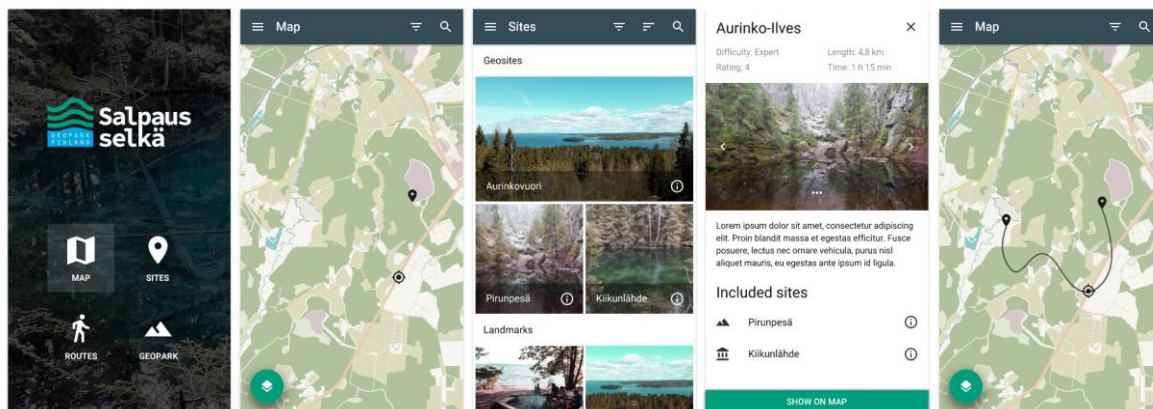 Salpaus
selkä
GEOPARK
FINLAND
MAP
SITES
ROUTES
GEOPARK
Map
Sites
Geosites
Aurinkovuori
Pirunpesä
Kiikunlähde
Landmarks
Aurinko-Ilves
Difficulty: Expert
Length: 4,8 km
Rating: 4
Time: 1 h 15 min
Lorem ipsum dolor sit amet, consectetur adipiscing
elit. Proin blandit massa et egestas efficitur. Fusce
posuere, lectus nec ornare vehicula, purus nisl
aliquet mauris, eu egestas ante ipsum id ligula.
Included sites
Pirunpesä
Kiikunlähde
SHOW ON MAP
Map